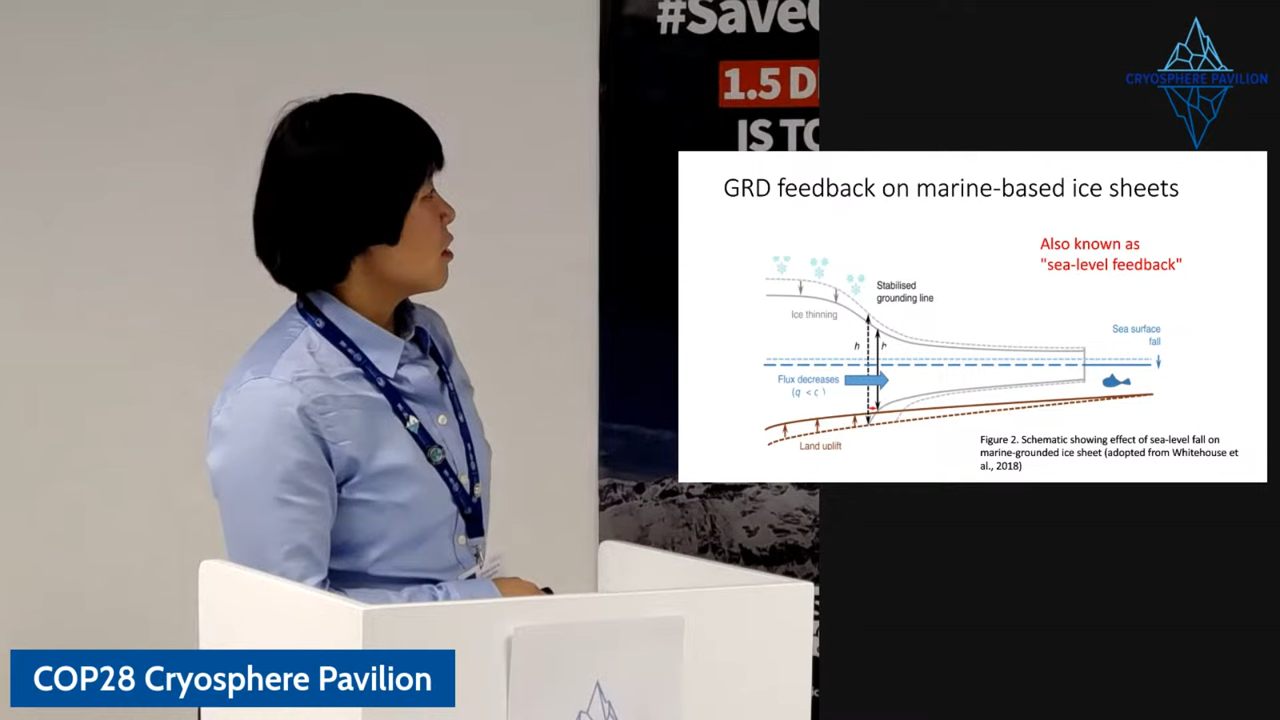 #Save
1.5 D
IS TO
CRYOSPHERE PAVILION
GRD feedback on marine-based ice sheets
Also known as
"sea-level feedback"
Stabilised
grounding line
Ice thinning
h
h
Sea surface
fall
Flux decreases
Land uplift
Figure 2. Schematic showing effect of sea-level fall on
marine-grounded ice sheet (adopted from Whitehouse et
al., 2018)
COP28 Cryosphere Pavilion